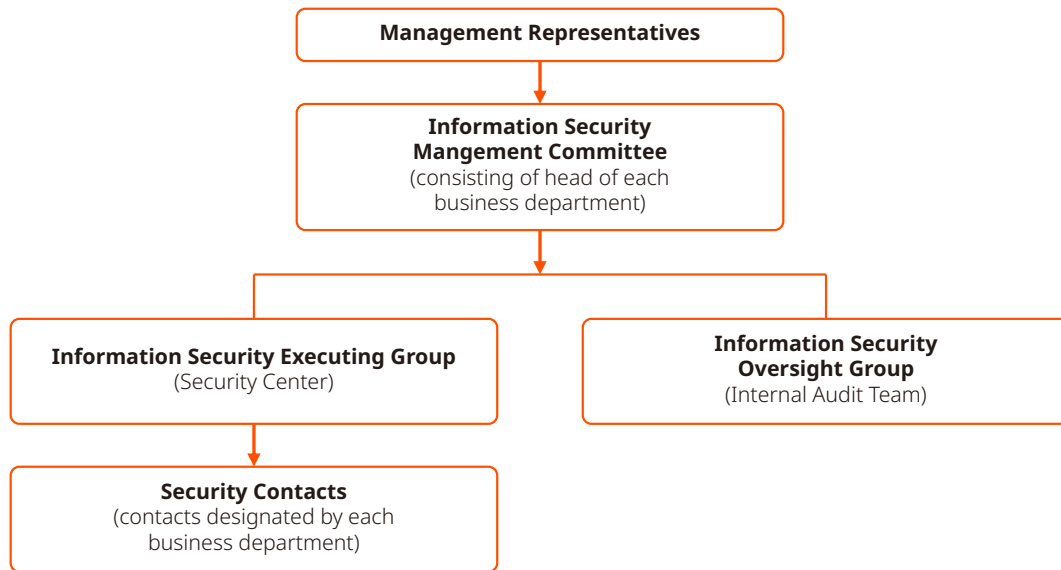 Management Representatives
Information Security
Mangement Committee
(consisting of head of each
business department)
Information Security Executing Group
(Security Center)
Information Security
Oversight Group
(Internal Audit Team)
Security Contacts
(contacts designated by each
business department)